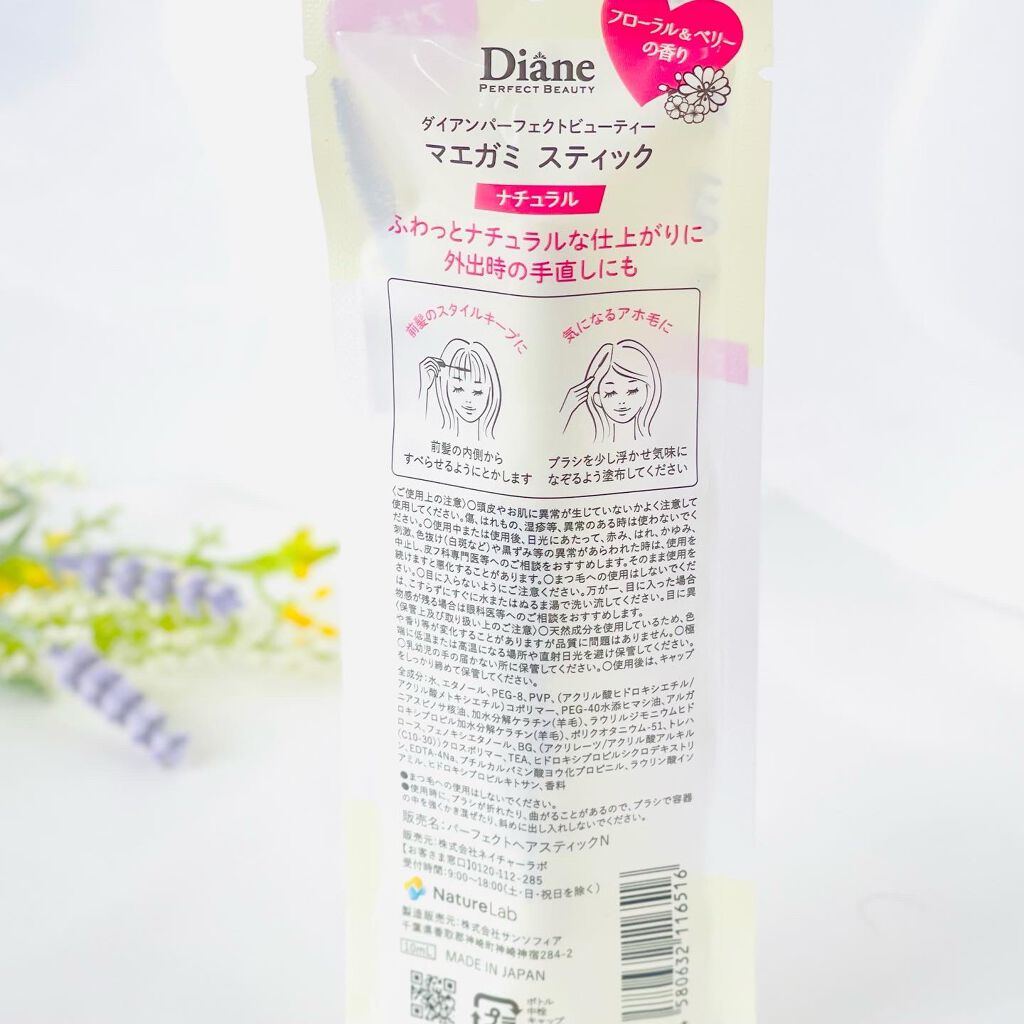 フローラル&ベリー
の香り
Diane
PERFECT BEAUTY
ダイアンパーフェクトビューティー
マエガミ スティック
ナチュラル
ふわっとナチュラルな仕上がりに
外出時の手直しにも
前髪のスタイルキープに
気になるアホ毛に
前髪の内側から
すべらせるようにとかします
ブラシを少し浮かせ気味に
なぞるよう塗布してください
〈ご使用上の注意〉○頭皮やお肌に異常が生じていないかよく注意して
使用してください。傷、はれもの、湿疹等、異常のある時は使わないでく
ださい。○使用中または使用後、日光にあたって、赤み、はれ、かゆみ、
刺激、色抜け(白斑など)や黒ずみ等の異常があらわれた時は、使用を
中止し、皮フ科専門医等へのご相談をおすすめします。そのまま使用を
続けますと悪化することがあります。○まつ毛への使用はしないでくだ
さい。○目に入らないようにご注意ください。万が一、目に入った場合
は、こすらずにすぐに水またはぬるま湯で洗い流してください。目に異
物感が残る場合は眼科医等へのご相談をおすすめします。
〈保管上及び取り扱い上のご注意〉○天然成分を使用しているため、色
や香り等が変化することがありますが品質に問題はありません。○極
端に低温または高温になる場所や直射日光を避け保管してください。
○乳幼児の手の届かない所に保管してください。○使用後は、キャップ
をしっかり締めて保管してください。
全成分:水、エタノール、PEG-8、PVP、(アクリル酸ヒドロキシエチル/
アクリル酸メトキシエチル)コポリマー、PEG-40水添ヒマシ油、アルガ
ニアスピノサ核油、加水分解ケラチン(羊毛)、ラウリルジモニウムヒド
ロキシプロピル加水分解ケラチン(羊毛)、ポリクオタニウム-51、トレハ
ロース、フェノキシエタノール、BG、(アクリレーツ/アクリル酸アルキル
(C10-30))クロスポリマー、TEA、ヒドロキシプロピルシクロデキストリ
ン、EDTA-4Na、ブチルカルバミン酸ヨウ化プロピニル、ラウリン酸イソ
アミル、ヒドロキシプロピルキトサン、香料
●まつ毛への使用はしないでください。
●使用時に、ブラシが折れたり、曲がることがあるので、ブラシで容器
の中を強くかき混ぜたり、斜めに出し入れしないでください。
販売名:パーフェクトヘアスティックN
販売元:株式会社ネイチャーラボ
【お客さま窓口】0120-112-285
受付時間:9:00~18:00(土・日・祝日を除く)
NatureLab
製造販売元:株式会社サンソフィア
千葉県香取郡神崎町神崎神宿284-2
10mL MADE IN JAPAN
580632 116516
ボトル
中栓
キャップ